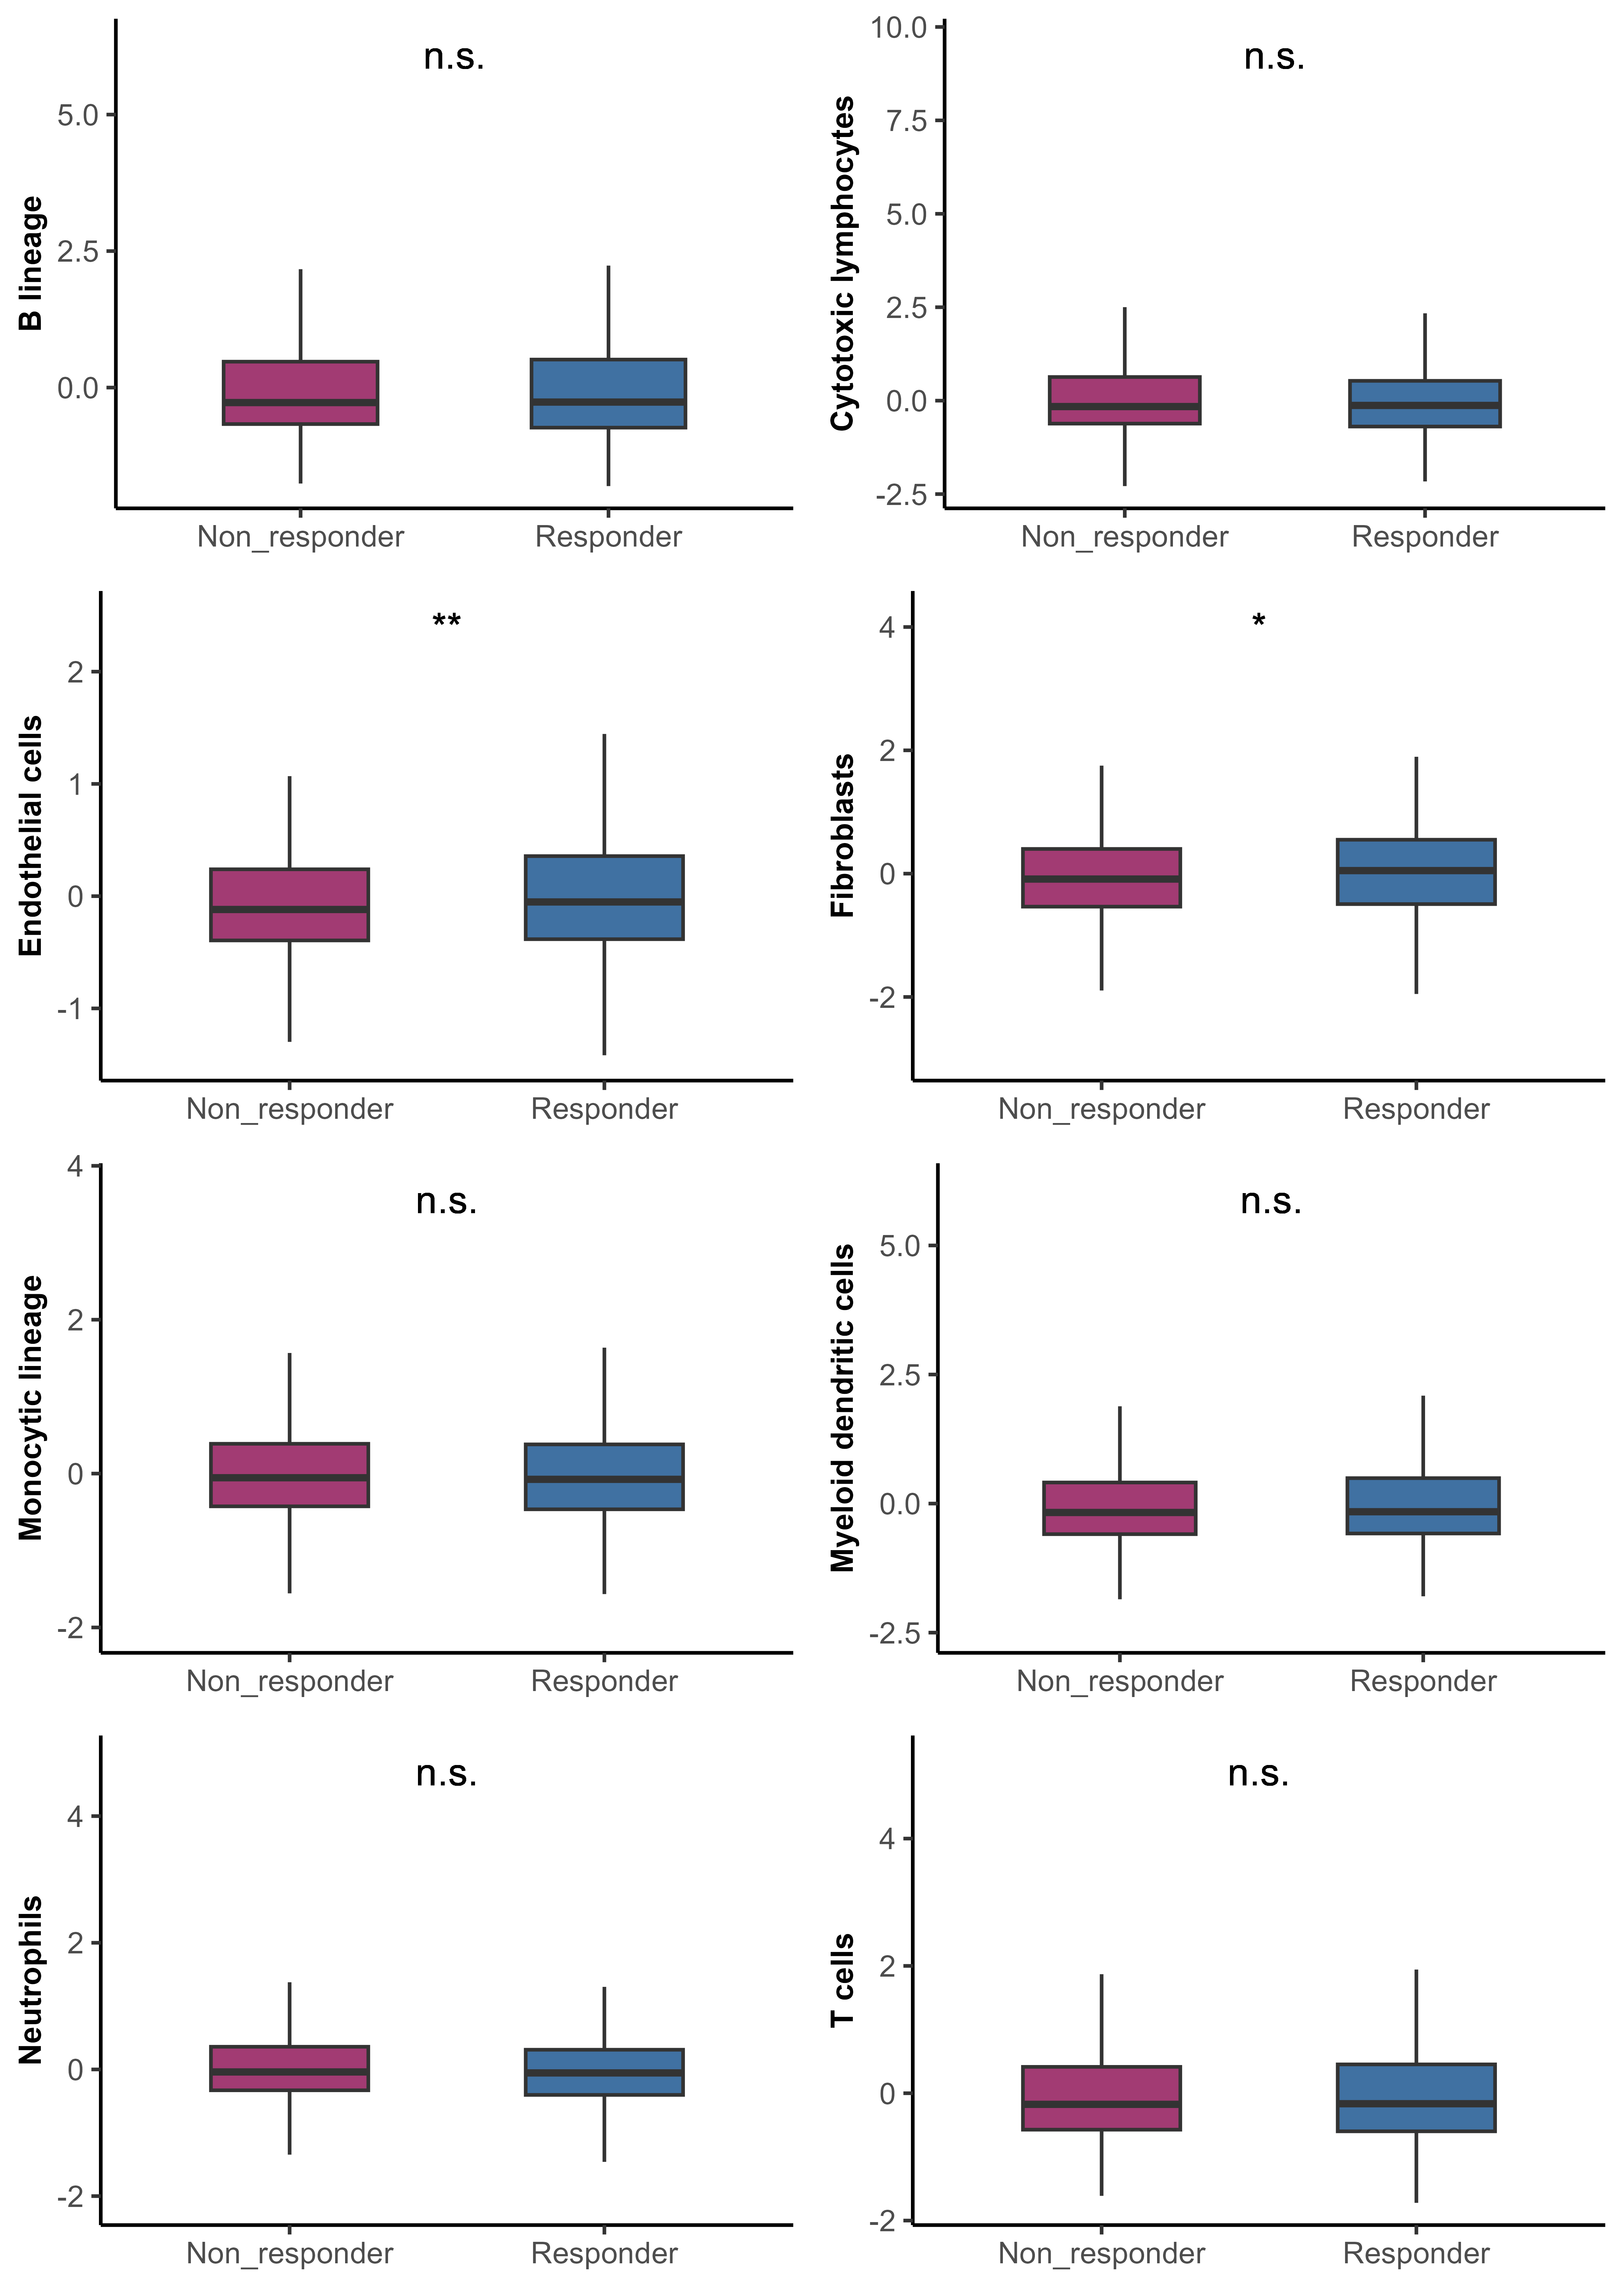 n.s.
B lineage
5.0
2.5
0.0
Non_responder
Responder
n.s.
Cytotoxic lymphocytes
10.0
7.5
5.0
2.5
0.0
-2.5
Non_responder
Responder
**
Endothelial cells
2
1
0
-1
Non_responder
Responder
*
Fibroblasts
4
2
0
-2
Non_responder
Responder
n.s.
Monocytic lineage
4
2
0
-2
Non_responder
Responder
n.s.
Myeloid dendritic cells
5.0
2.5
0.0
-2.5
Non_responder
Responder
n.s.
Neutrophils
4
2
0
-2
Non_responder
Responder
n.s.
T cells
4
2
0
-2
Non_responder
Responder